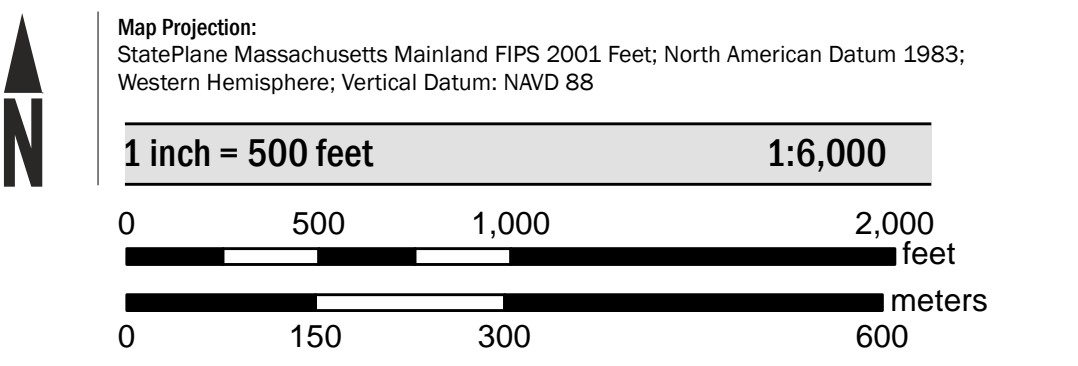 Map Projection:
StatePlane Massachusetts Mainland FIPS 2001 Feet; North American Datum 1983;
Western Hemisphere; Vertical Datum: NAVD 88
N
1 inch = 500 feet 1:6,000
0 500 1,000 2,000
feet
meters
0 150 300 600